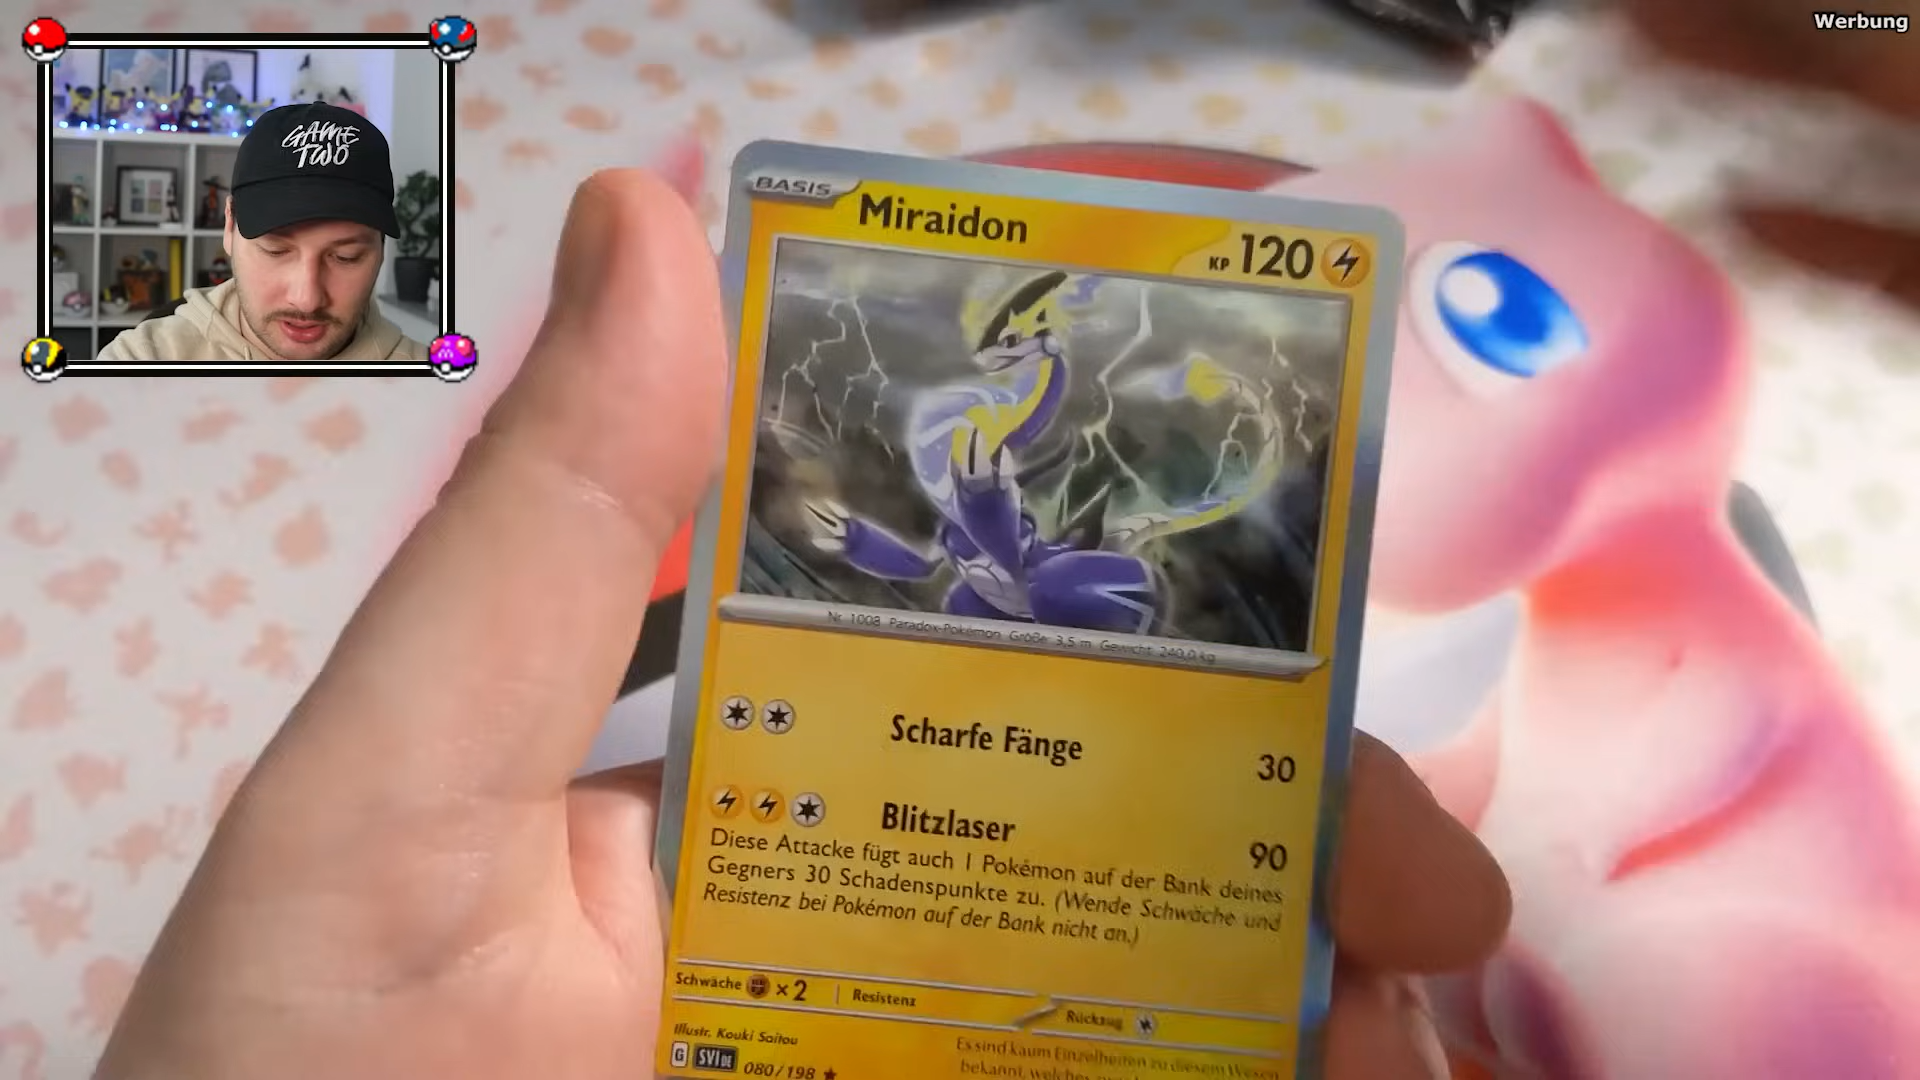 Werbung
GAME
TWO
BASIS
Miraidon
KP 120
Nr. 1008 Paradox-Pokémon Größe: 3,5 m Gewicht: 240,0 kg
Scharfe Fänge 30
Blitzlaser 90
Diese Attacke fügt auch 1 Pokémon auf der Bank deines
Gegners 30 Schadenspunkte zu. (Wende Schwäche und
Resistenz bei Pokémon auf der Bank nicht an.)
Schwäche ×2 Resistenz Rückzug
Illustr. Kouki Saitou
G SVI DE 080/198 ★
Es sind kaum Einzelheiten zu diesem Wesen
bekannt, welches